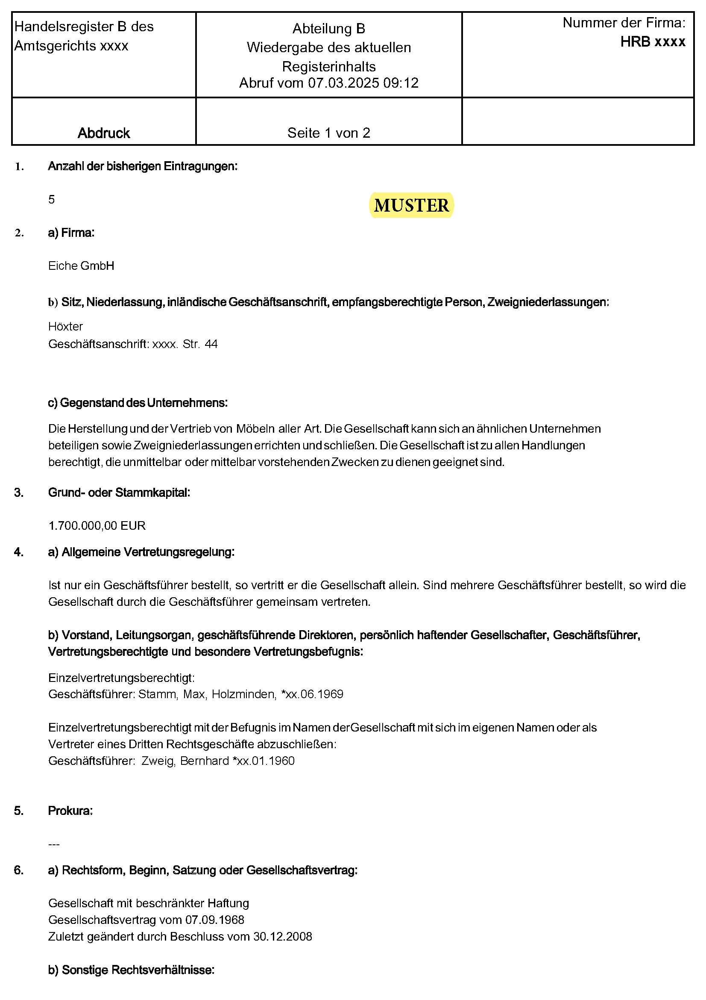 Handelsregister B des
Amtsgerichts xxxx
Abteilung B
Wiedergabe des aktuellen
Registerinhalts
Abruf vom 07.03.2025 09:12
Nummer der Firma:
HRB xxxx
Abdruck
Seite 1 von 2
1. Anzahl der bisherigen Eintragungen:
5
MUSTER
2. a) Firma:
Eiche GmbH
b) Sitz, Niederlassung, inländische Geschäftsanschrift, empfangsberechtigte Person, Zweigniederlassungen:
Höxter
Geschäftsanschrift: xxxx. Str. 44
c) Gegenstand des Unternehmens:
Die Herstellung und der Vertrieb von Möbeln aller Art. Die Gesellschaft kann sich an ähnlichen Unternehmen
beteiligen sowie Zweigniederlassungen errichten und schließen. Die Gesellschaft ist zu allen Handlungen
berechtigt, die unmittelbar oder mittelbar vorstehenden Zwecken zu dienen geeignet sind.
3. Grund- oder Stammkapital:
1.700.000,00 EUR
4. a) Allgemeine Vertretungsregelung:
Ist nur ein Geschäftsführer bestellt, so vertritt er die Gesellschaft allein. Sind mehrere Geschäftsführer bestellt, so wird die
Gesellschaft durch die Geschäftsführer gemeinsam vertreten.
b) Vorstand, Leitungsorgan, geschäftsführende Direktoren, persönlich haftender Gesellschafter, Geschäftsführer,
Vertretungsberechtigte und besondere Vertretungsbefugnis:
Einzelvertretungsberechtigt:
Geschäftsführer: Stamm, Max, Holzminden, *xx.06.1969
Einzelvertretungsberechtigt mit der Befugnis im Namen der Gesellschaft mit sich im eigenen Namen oder als
Vertreter eines Dritten Rechtsgeschäfte abzuschließen:
Geschäftsführer: Zweig, Bernhard *xx.01.1960
5. Prokura:
---
6. a) Rechtsform, Beginn, Satzung oder Gesellschaftsvertrag:
Gesellschaft mit beschränkter Haftung
Gesellschaftsvertrag vom 07.09.1968
Zuletzt geändert durch Beschluss vom 30.12.2008
b) Sonstige Rechtsverhältnisse: